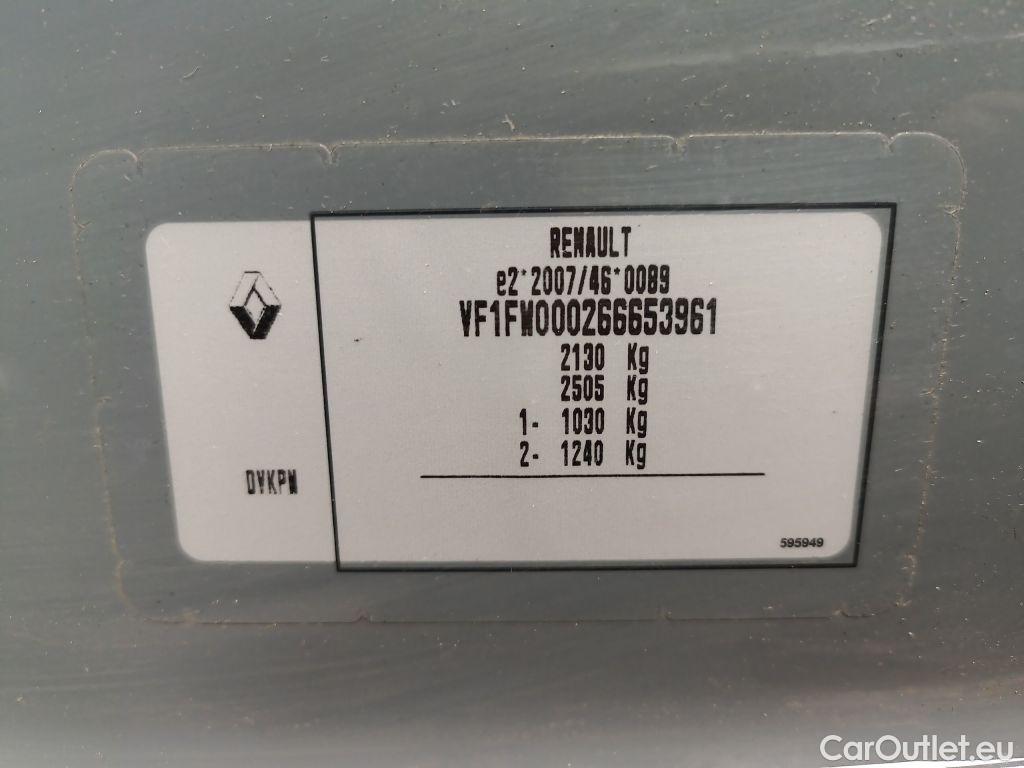 RENAULT
e2*2007/46*0089
VF1FW000266653961
2130 Kg
2505 Kg
1- 1030 Kg
2- 1240 Kg
DVKPW
595949
CarOutlet.eu